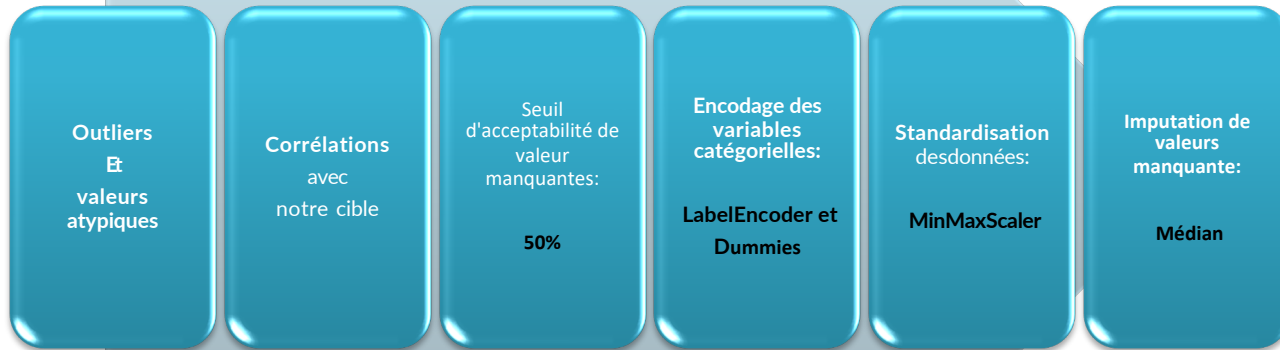 Outliers
Et
valeurs
atypiques
Corrélations
avec
notre cible
Seuil
d'acceptabilité de
valeur
manquantes:
50%
Encodage des
variables
catégorielles:
LabelEncoder et
Dummies
Standardisation
desdonnées:
MinMaxScaler
Imputation de
valeurs
manquante:
Médian